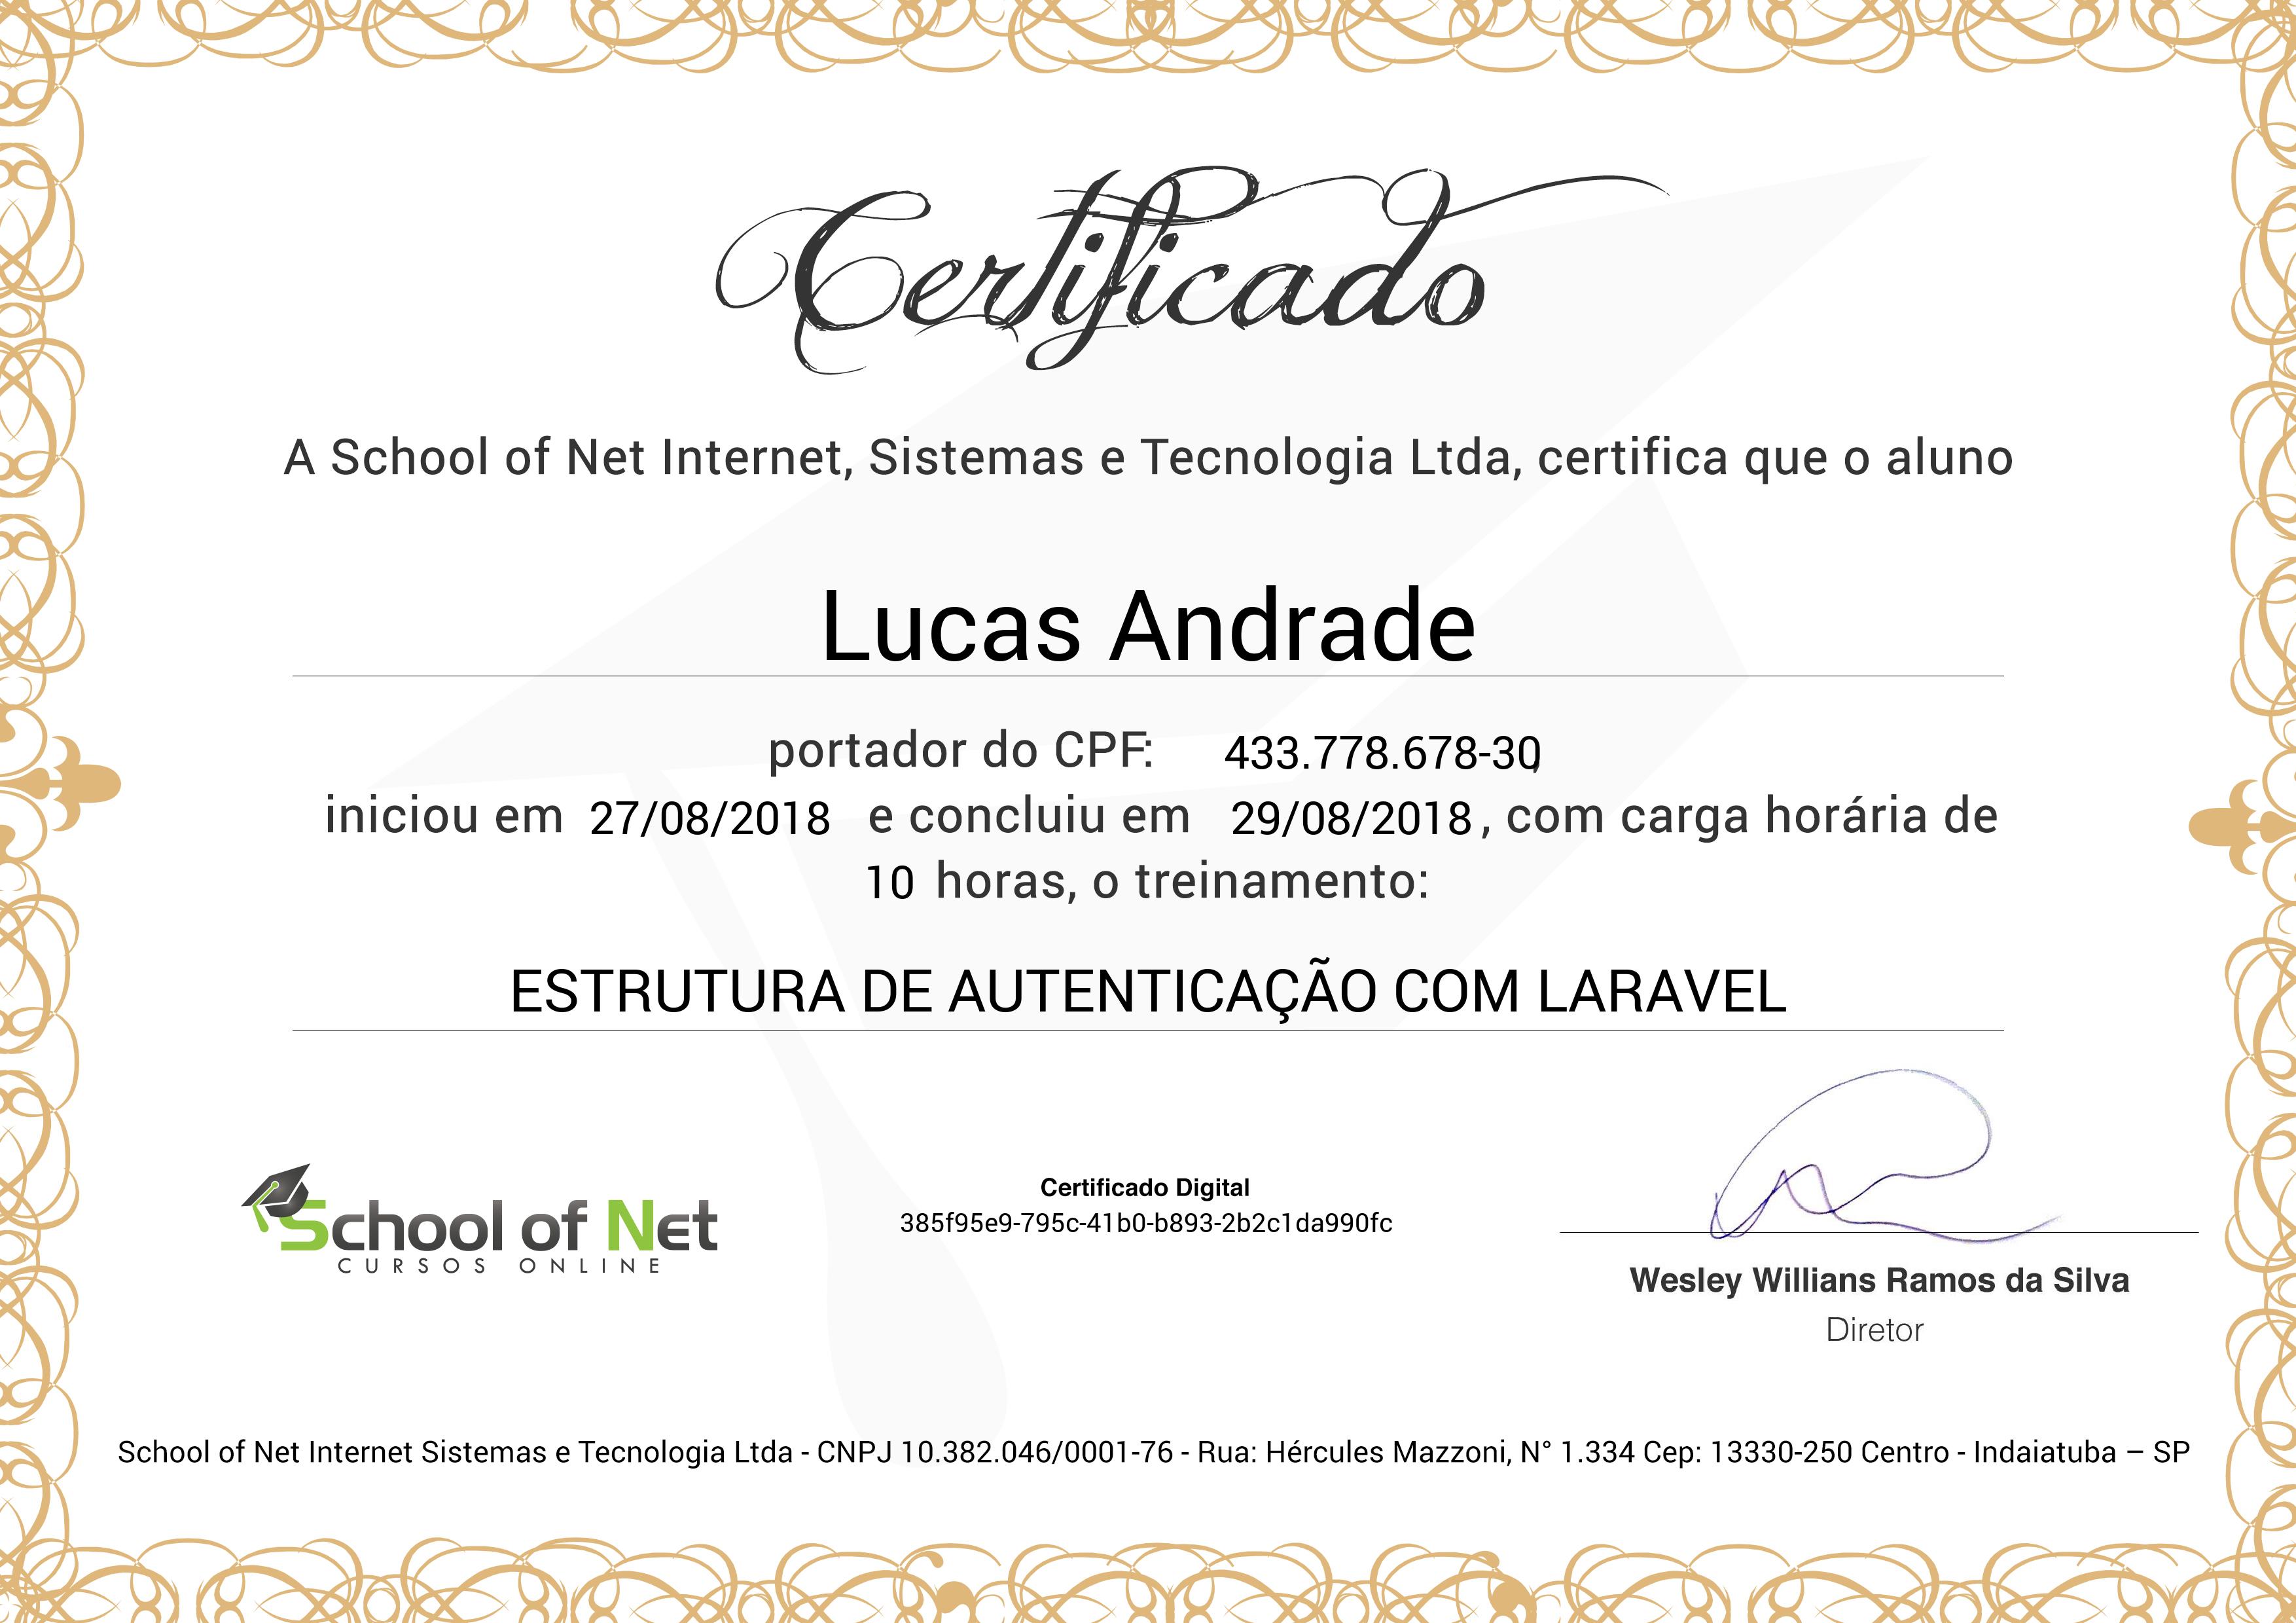 Certificado
A School of Net Internet, Sistemas e Tecnologia Ltda, certifica que o aluno
Lucas Andrade
portador do CPF: 433.778.678-30,
iniciou em 27/08/2018 e concluiu em 29/08/2018, com carga horária de
10 horas, o treinamento:
ESTRUTURA DE AUTENTICAÇÃO COM LARAVEL
School of Net
CURSOS ONLINE
Certificado Digital
385f95e9-795c-41b0-b893-2b2c1da990fc
Wesley Willians Ramos da Silva
Diretor
School of Net Internet Sistemas e Tecnologia Ltda - CNPJ 10.382.046/0001-76 - Rua: Hércules Mazzoni, N° 1.334 Cep: 13330-250 Centro - Indaiatuba – SP